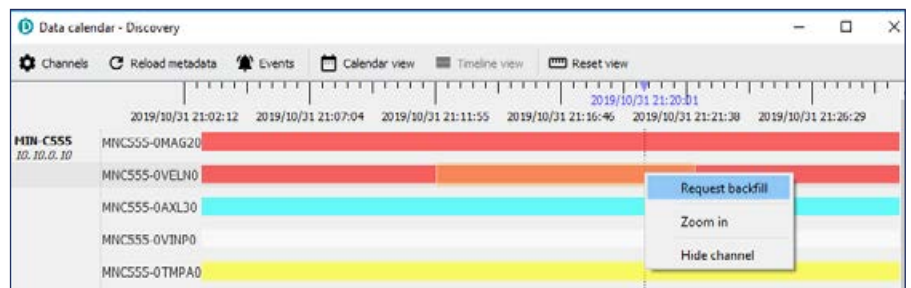 Data calendar - Discovery
Channels Reload metadata Events Calendar view Timeline view Reset view
2019/10/31 21:20:01
2019/10/31 21:02:12 2019/10/31 21:07:04 2019/10/31 21:11:55 2019/10/31 21:16:46 2019/10/31 21:21:38 2019/10/31 21:26:29
MIN-C555 MNC555-0MAG20
10.10.0.10
MNC555-0VELN0
Request backfill
MNC555-0AXL30
Zoom in
MNC555-0VINP0
Hide channel
MNC555-0TMPA0